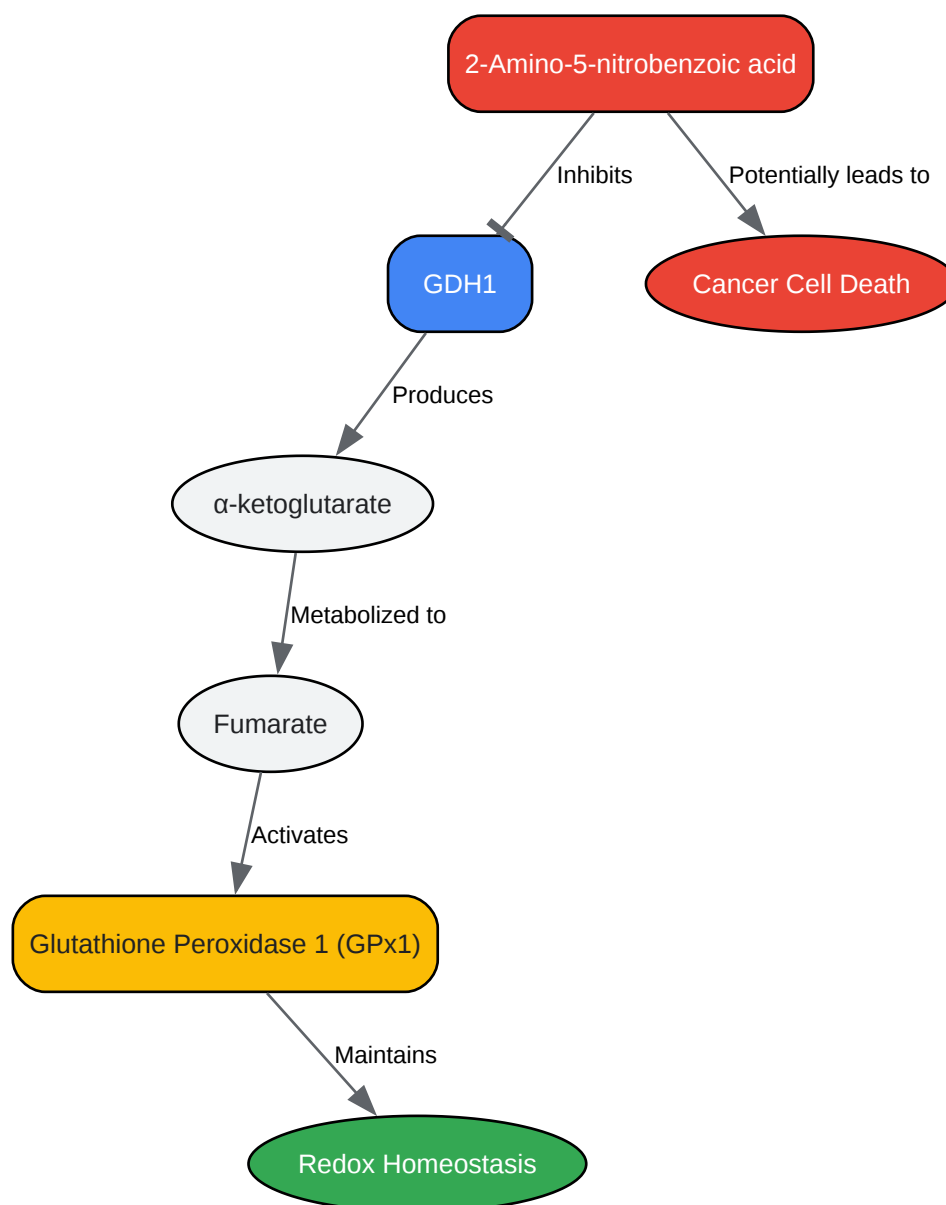 2-Amino-5-nitrobenzoic acid
Inhibits
Potentially leads to
GDH1
Cancer Cell Death
Produces
α-ketoglutarate
Metabolized to
Fumarate
Activates
Glutathione Peroxidase 1 (GPx1)
Maintains
Redox Homeostasis